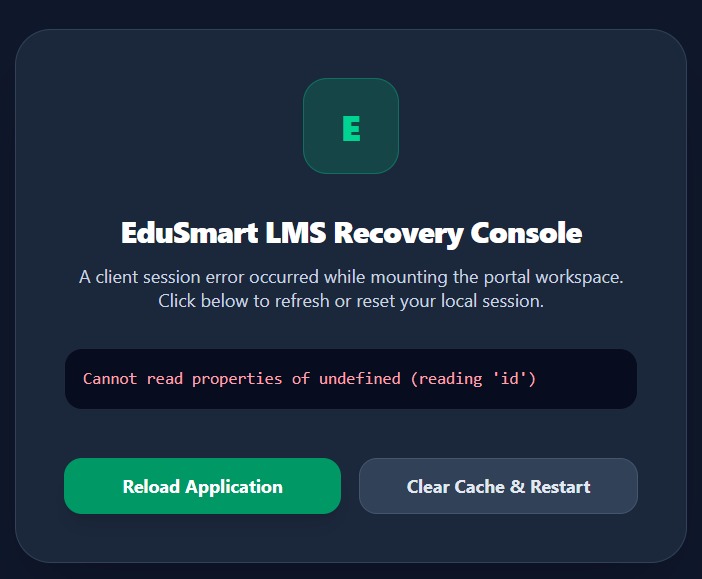 E
EduSmart LMS Recovery Console
A client session error occurred while mounting the portal workspace.
Click below to refresh or reset your local session.
Cannot read properties of undefined (reading 'id')
Reload Application
Clear Cache & Restart